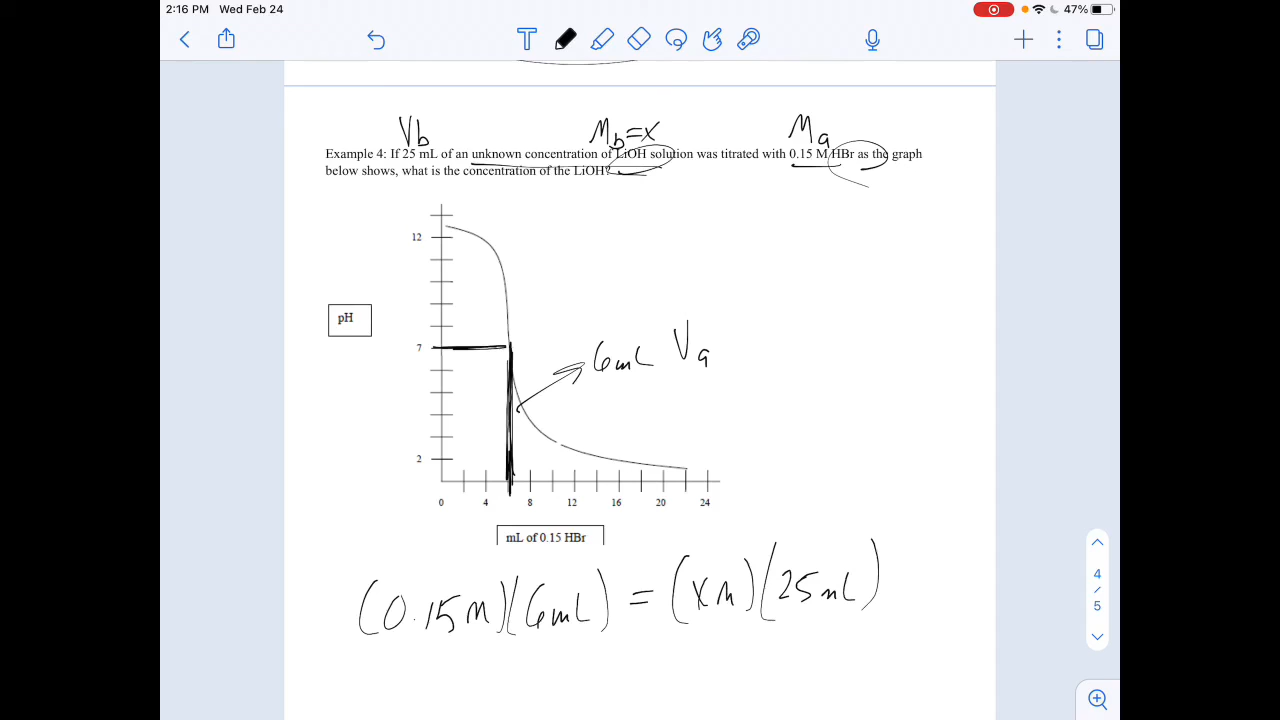 2:16 PM Wed Feb 24
47%
Vb Mb=x Ma
Example 4: If 25 mL of an unknown concentration of LiOH solution was titrated with 0.15 M HBr as the graph
below shows, what is the concentration of the LiOH?
12
pH
7
6mL Va
2
0 4 8 12 16 20 24
mL of 0.15 HBr
(0.15M)(6mL) = (XM)(25mL)
4
/
5